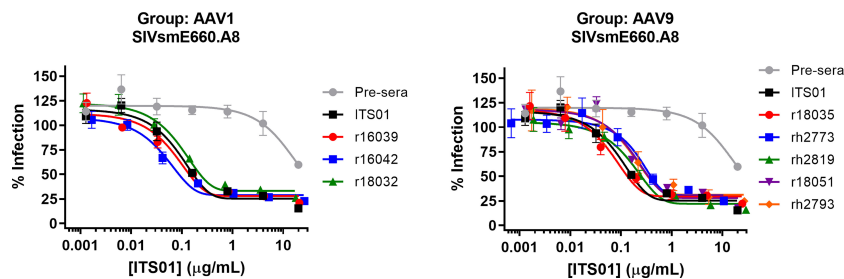 Group: AAV1
SIVsmE660.A8
% Infection
150
125
100
75
50
25
0
0.001 0.01 0.1 1 10
[ITS01] (μg/mL)
Pre-sera
ITS01
r16039
r16042
r18032
Group: AAV9
SIVsmE660.A8
% Infection
150
125
100
75
50
25
0
0.001 0.01 0.1 1 10
[ITS01] (μg/mL)
Pre-sera
ITS01
r18035
rh2773
rh2819
r18051
rh2793